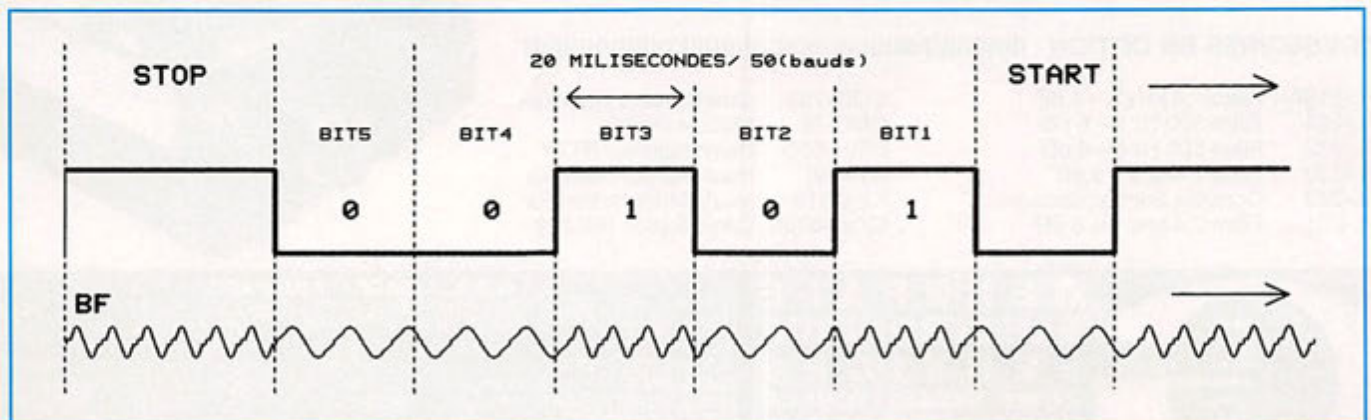 STOP
20 MILISECONDES/ 50(bauds)
START
BIT5 BIT4 BIT3 BIT2 BIT1
0 0 1 0 1
BF